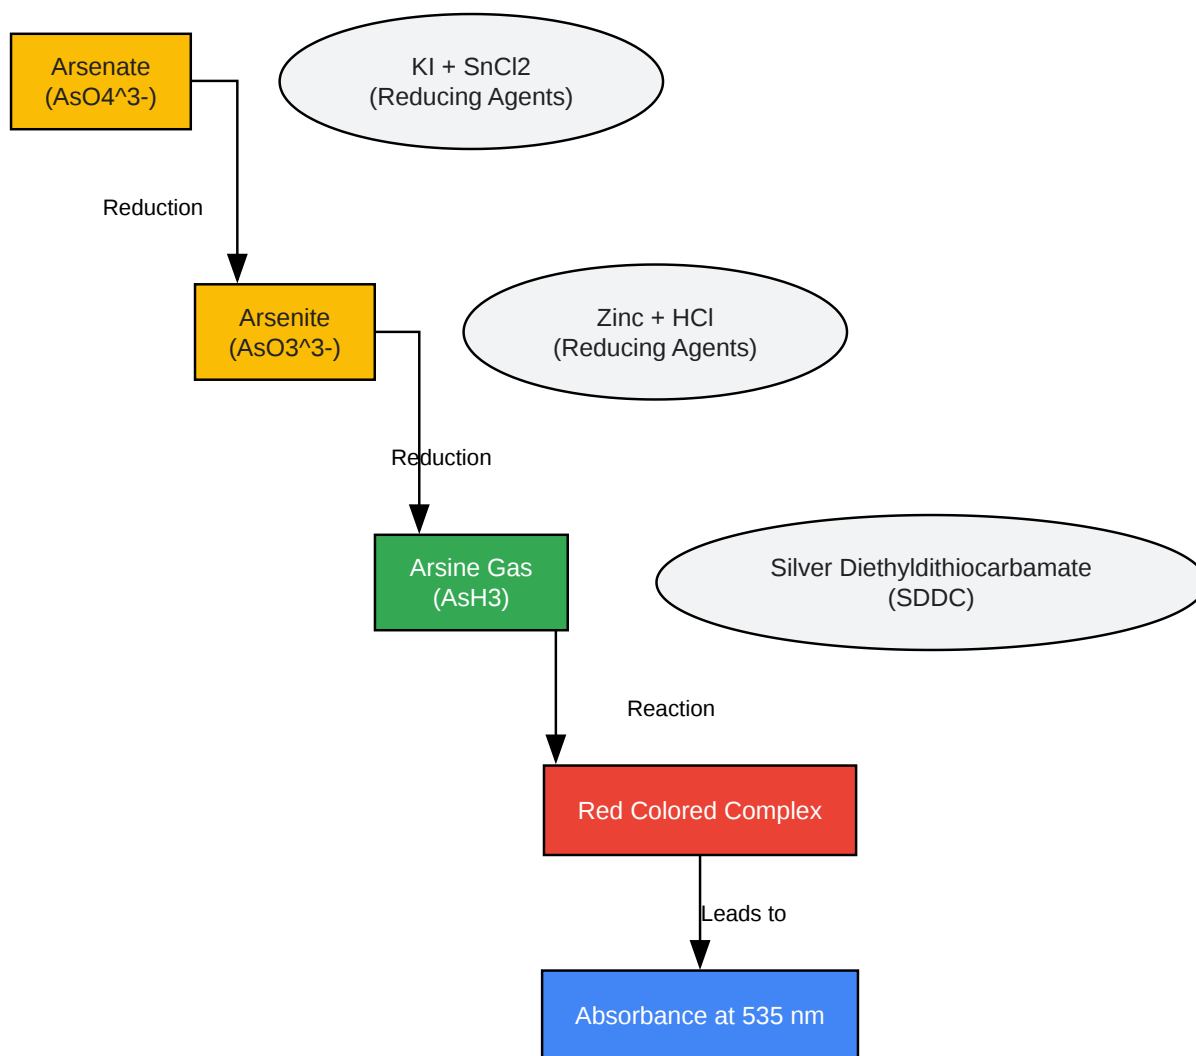 Arsenate
(AsO4^3-)
KI + SnCl2
(Reducing Agents)
Reduction
Arsenite
(AsO3^3-)
Zinc + HCl
(Reducing Agents)
Reduction
Arsine Gas
(AsH3)
Silver Diethyldithiocarbamate
(SDDC)
Reaction
Red Colored Complex
Leads to
Absorbance at 535 nm